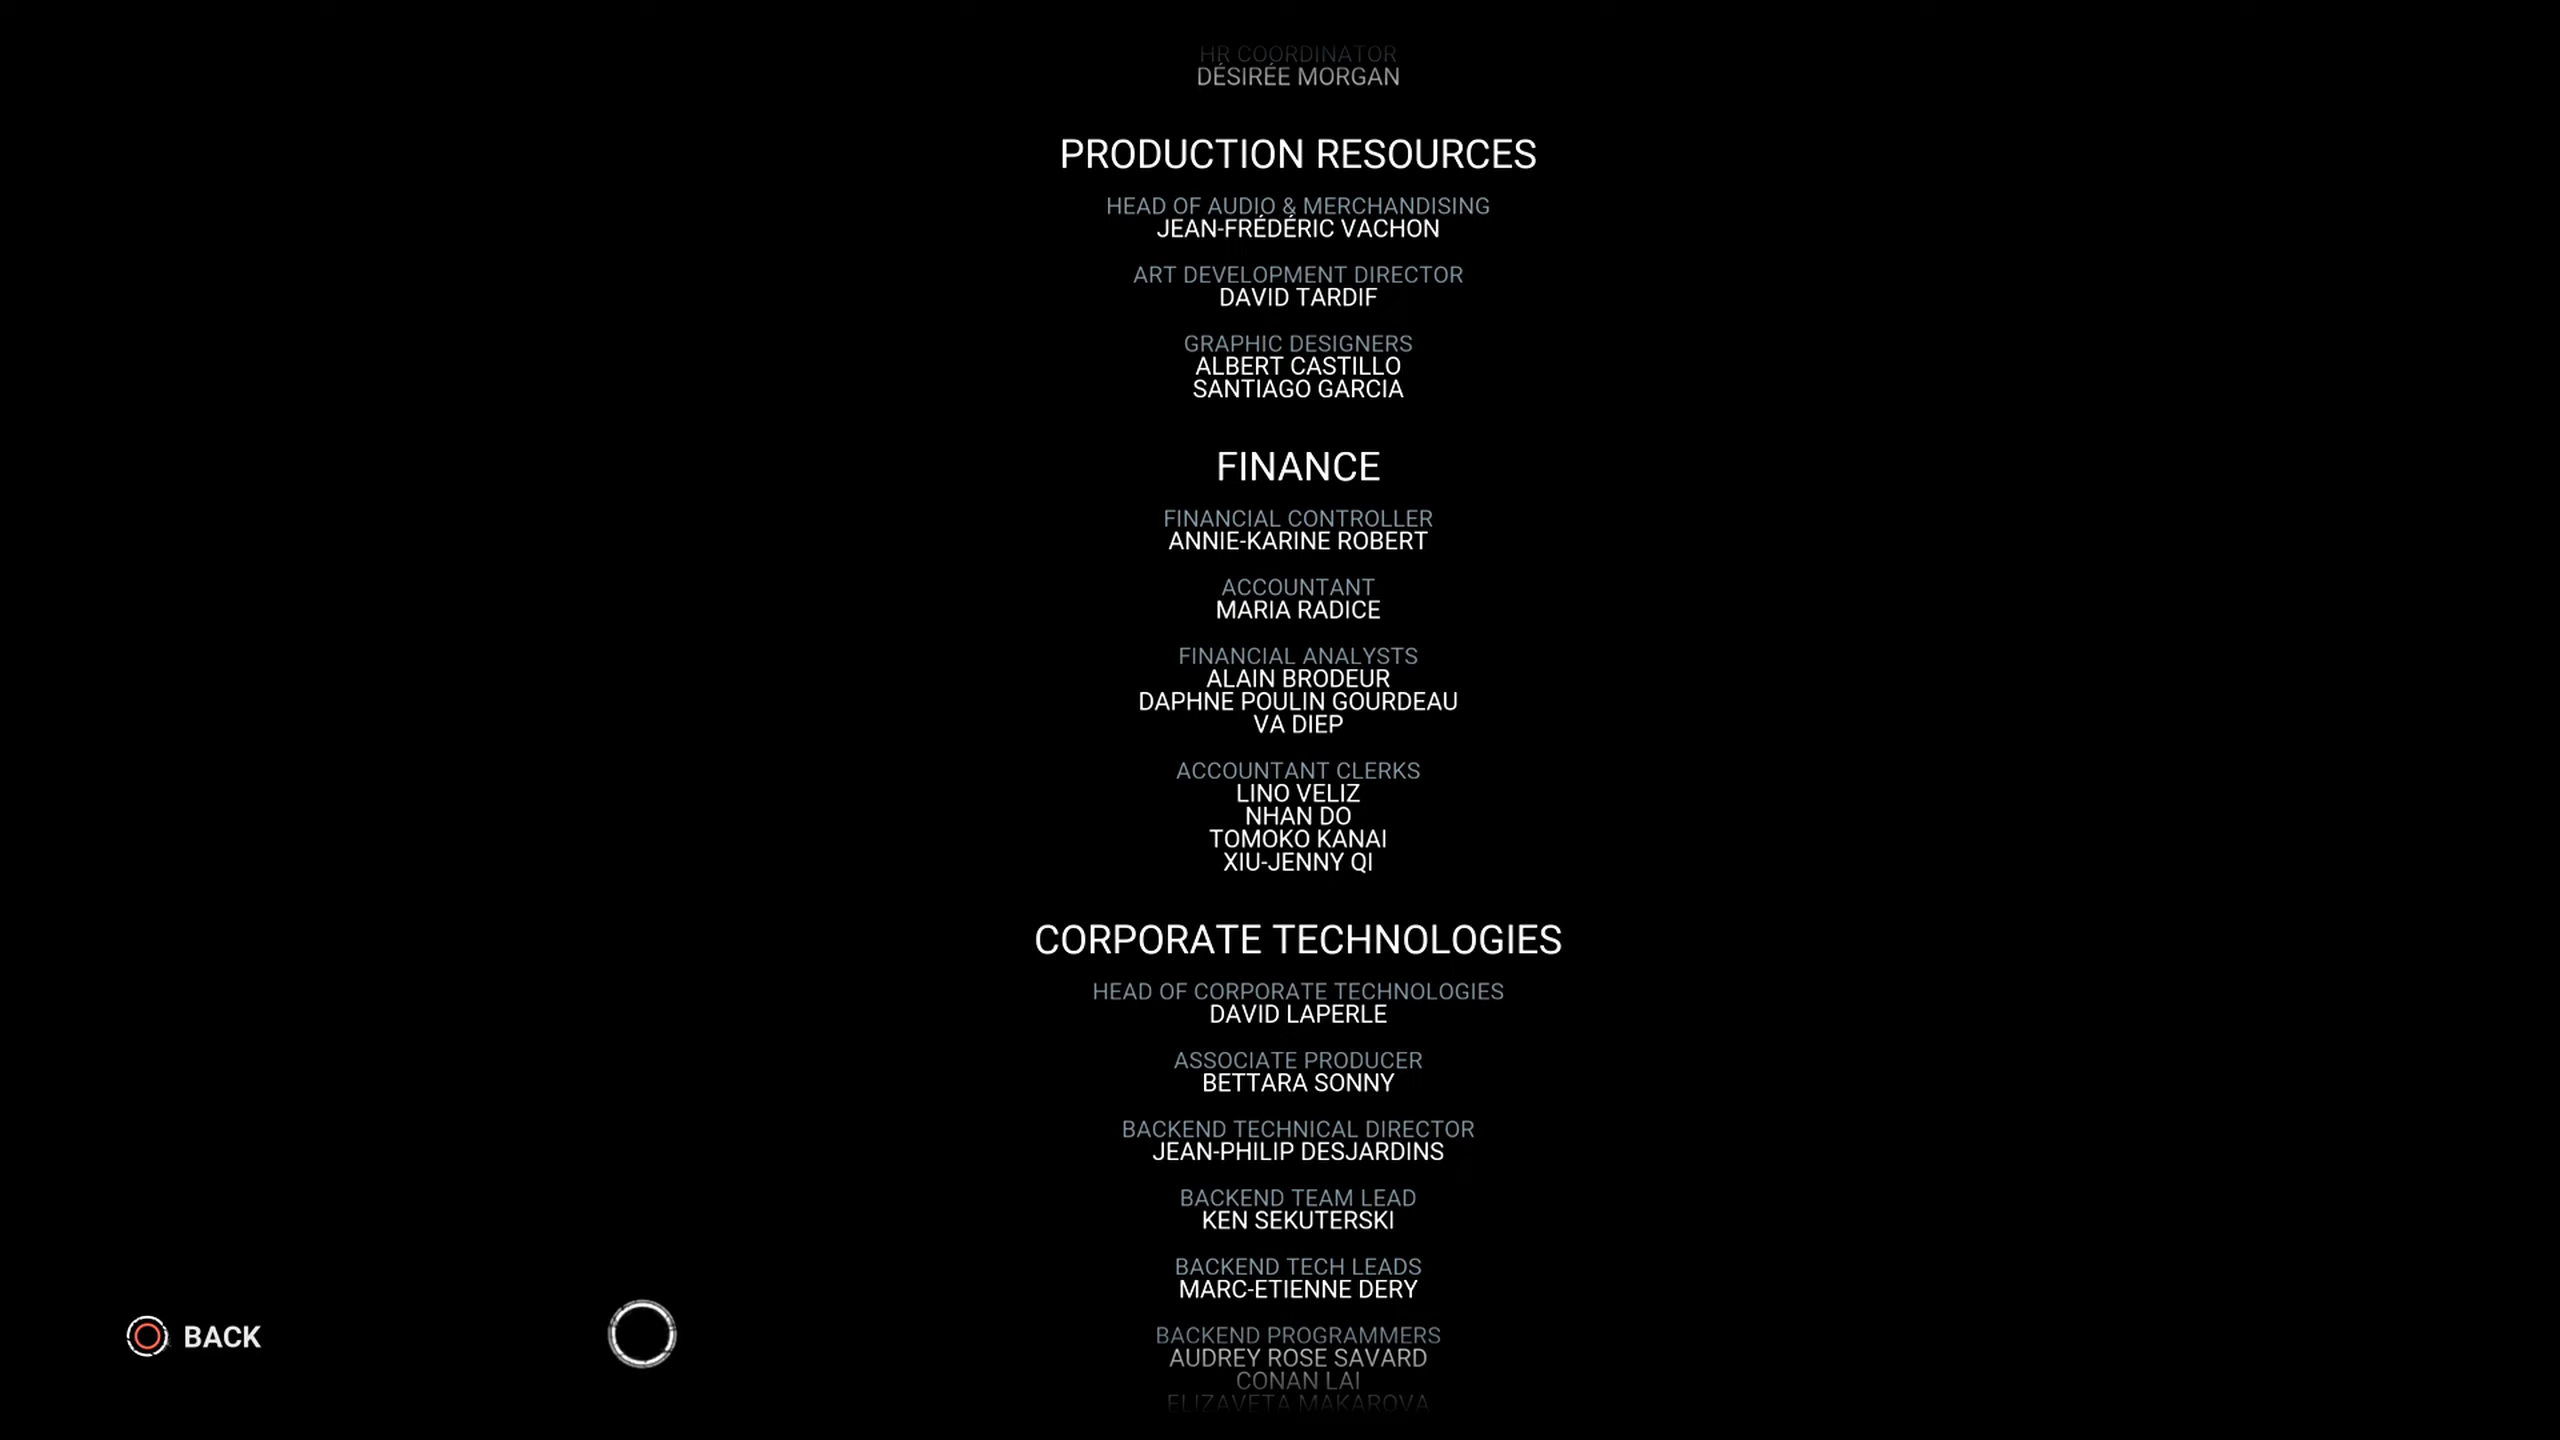 HR COORDINATOR
DÉSIRÉE MORGAN
PRODUCTION RESOURCES
HEAD OF AUDIO & MERCHANDISING
JEAN-FRÉDÉRIC VACHON
ART DEVELOPMENT DIRECTOR
DAVID TARDIF
GRAPHIC DESIGNERS
ALBERT CASTILLO
SANTIAGO GARCIA
FINANCE
FINANCIAL CONTROLLER
ANNIE-KARINE ROBERT
ACCOUNTANT
MARIA RADICE
FINANCIAL ANALYSTS
ALAIN BRODEUR
DAPHNE POULIN GOURDEAU
VA DIEP
ACCOUNTANT CLERKS
LINO VELIZ
NHAN DO
TOMOKO KANAI
XIU-JENNY QI
CORPORATE TECHNOLOGIES
HEAD OF CORPORATE TECHNOLOGIES
DAVID LAPERLE
ASSOCIATE PRODUCER
BETTARA SONNY
BACKEND TECHNICAL DIRECTOR
JEAN-PHILIP DESJARDINS
BACKEND TEAM LEAD
KEN SEKUTERSKI
BACKEND TECH LEADS
MARC-ETIENNE DERY
BACKEND PROGRAMMERS
AUDREY ROSE SAVARD
CONAN LAI
ELIZAVETA MAKAROVA
BACK